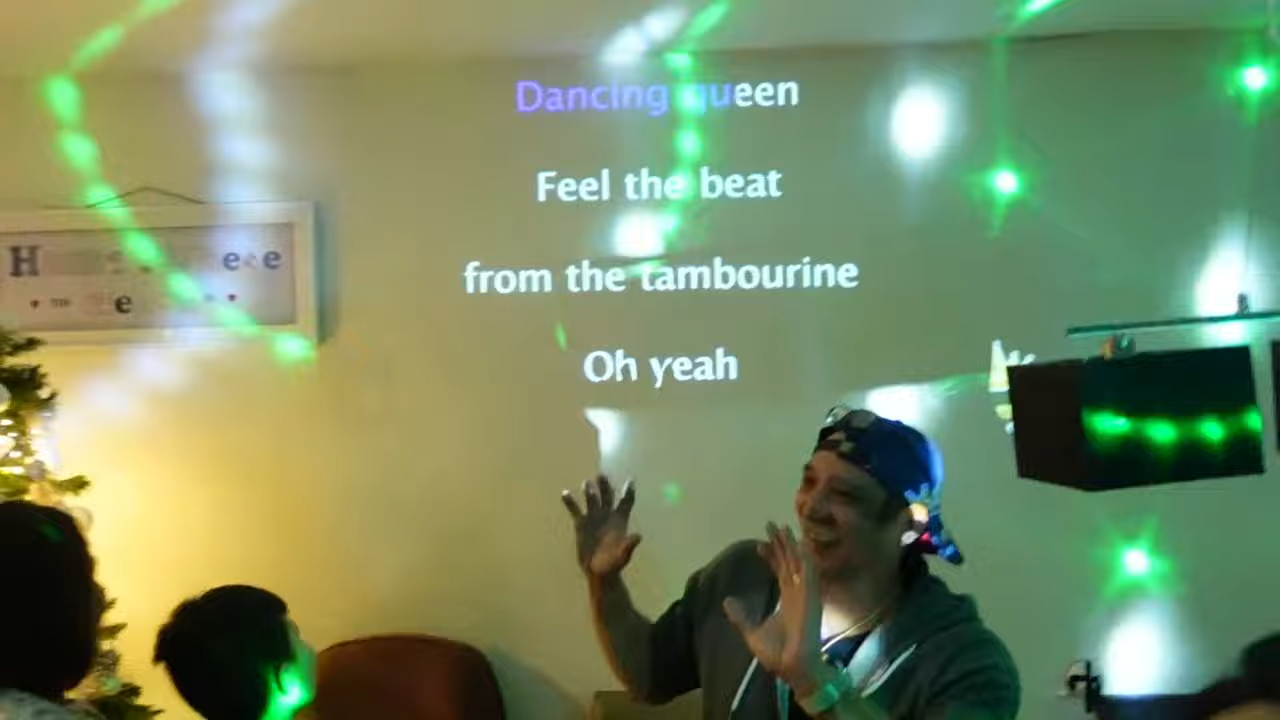 Dancing queen
Feel the beat
from the tambourine
Oh yeah